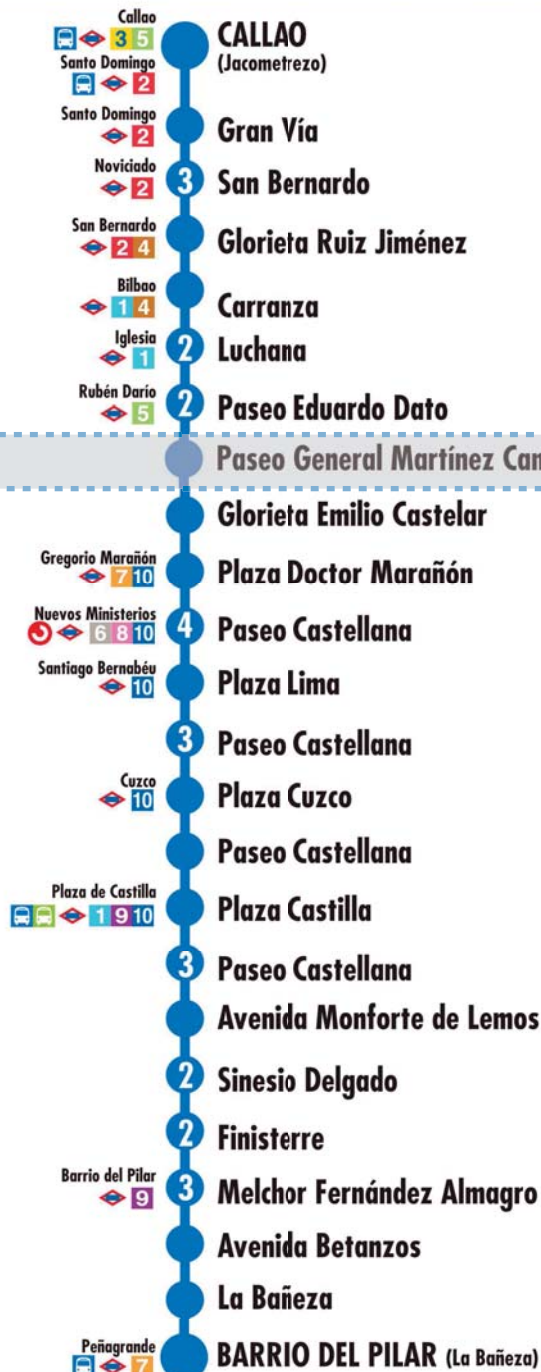 Callao
3 5
CALLAO
(Jacometrezo)
Santo Domingo
2
Santo Domingo
2
Gran Vía
Noviciado
2
3 San Bernardo
San Bernardo
2 4
Glorieta Ruiz Jiménez
Bilbao
1 4
Carranza
Iglesia
1
2 Luchana
Rubén Darío
5
2 Paseo Eduardo Dato
Paseo General Martínez
Glorieta Emilio Castelar
Gregorio Marañón
7 10
Plaza Doctor Marañón
Nuevos Ministerios
6 8 10
4 Paseo Castellana
Santiago Bernabéu
10
Plaza Lima
3 Paseo Castellana
Cuzco
10
Plaza Cuzco
Paseo Castellana
Plaza de Castilla
1 9 10
Plaza Castilla
3 Paseo Castellana
Avenida Monforte de Lemos
2 Sinesio Delgado
2 Finisterre
Barrio del Pilar
9
3 Melchor Fernández Almagro
Avenida Betanzos
La Bañeza
Peñagrande
7
BARRIO DEL PILAR (La Bañeza)